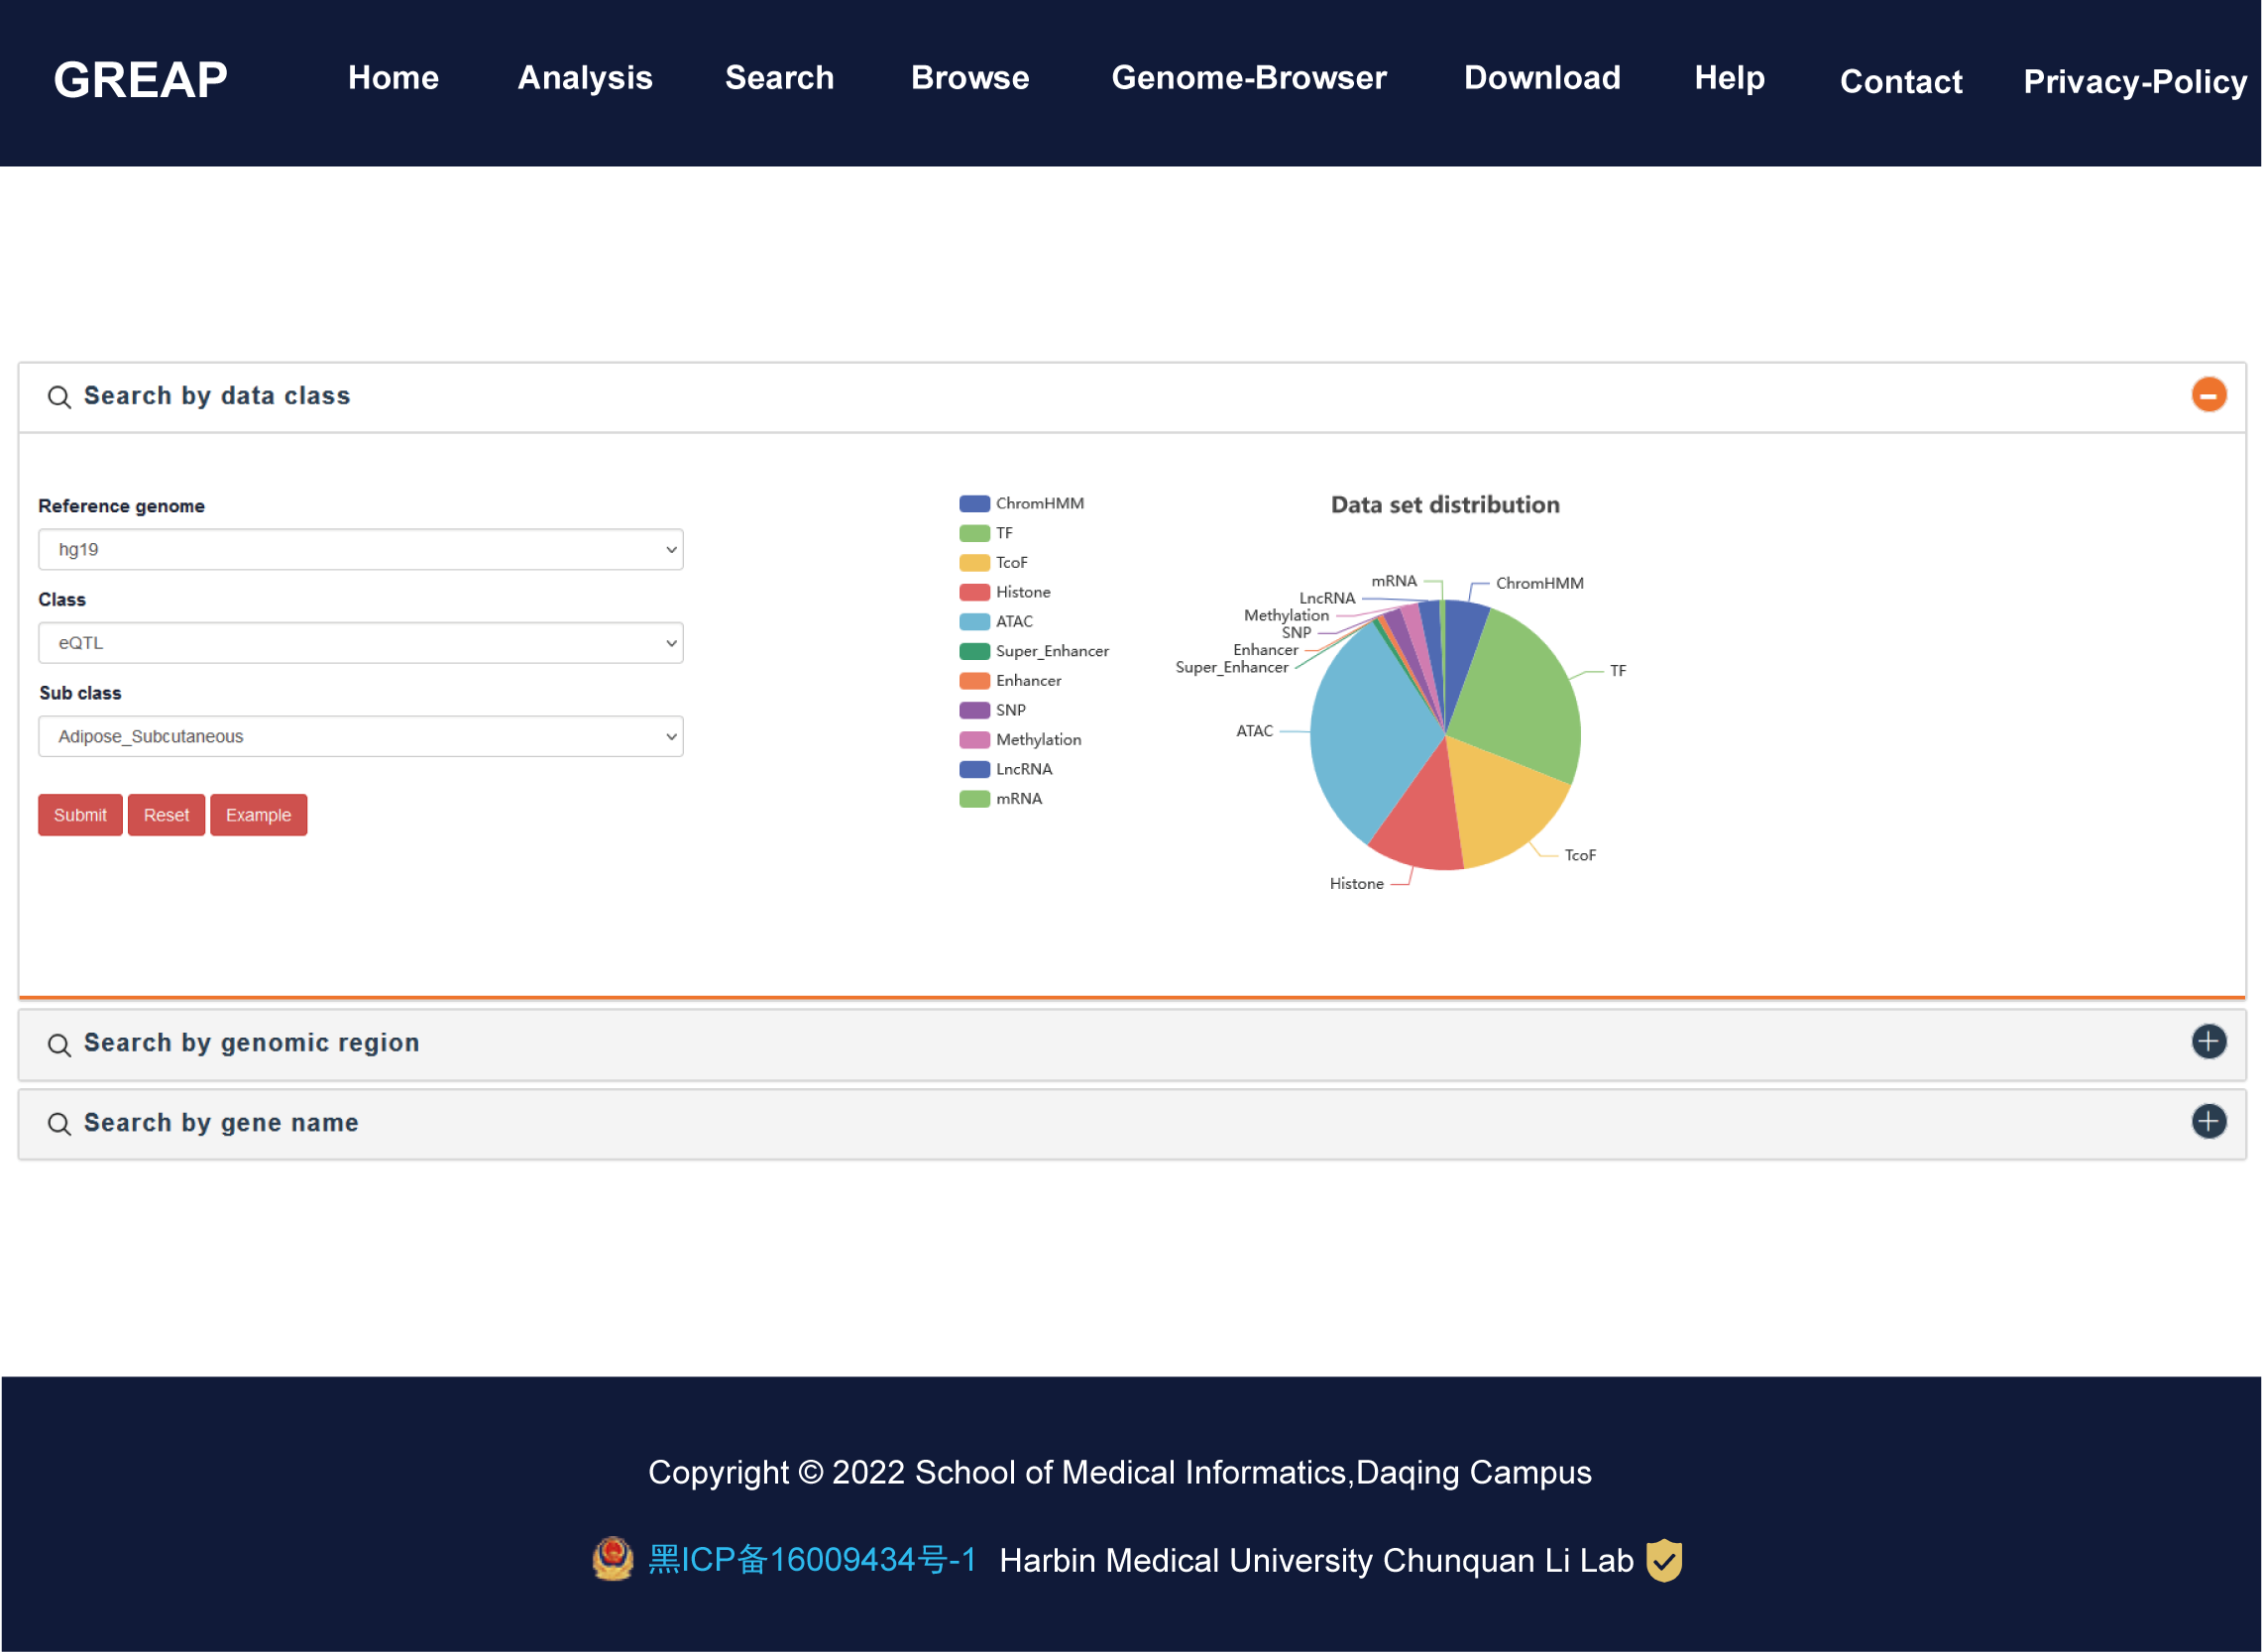 GREAP Home Analysis Search Browse Genome-Browser Download Help Contact Privacy-Policy
Search by data class
Reference genome
hg19
Class
eQTL
Sub class
Adipose_Subcutaneous
Submit Reset Example
ChromHMM
TF
TcoF
Histone
ATAC
Super_Enhancer
Enhancer
SNP
Methylation
LncRNA
mRNA
Data set distribution
mRNA
ChromHMM
LncRNA
Methylation
SNP
Enhancer
Super_Enhancer
TF
ATAC
TcoF
Histone
Search by genomic region
Search by gene name
Copyright © 2022 School of Medical Informatics,Daqing Campus
黑ICP备16009434号-1 Harbin Medical University Chunquan Li Lab